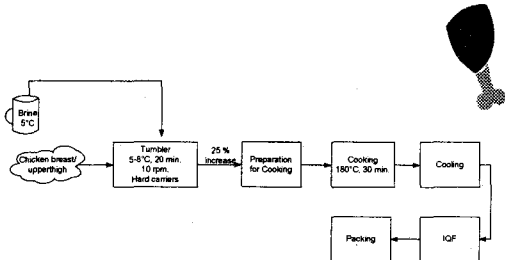 Brine
5°C
Chicken breast/
upperthigh
Tumbler
5-8°C, 20 min.
10 rpm.
Hard carriers
25 %
increase
Preparation
for Cooking
Cooking
180°C, 30 min.
Cooling
Packing
IQF